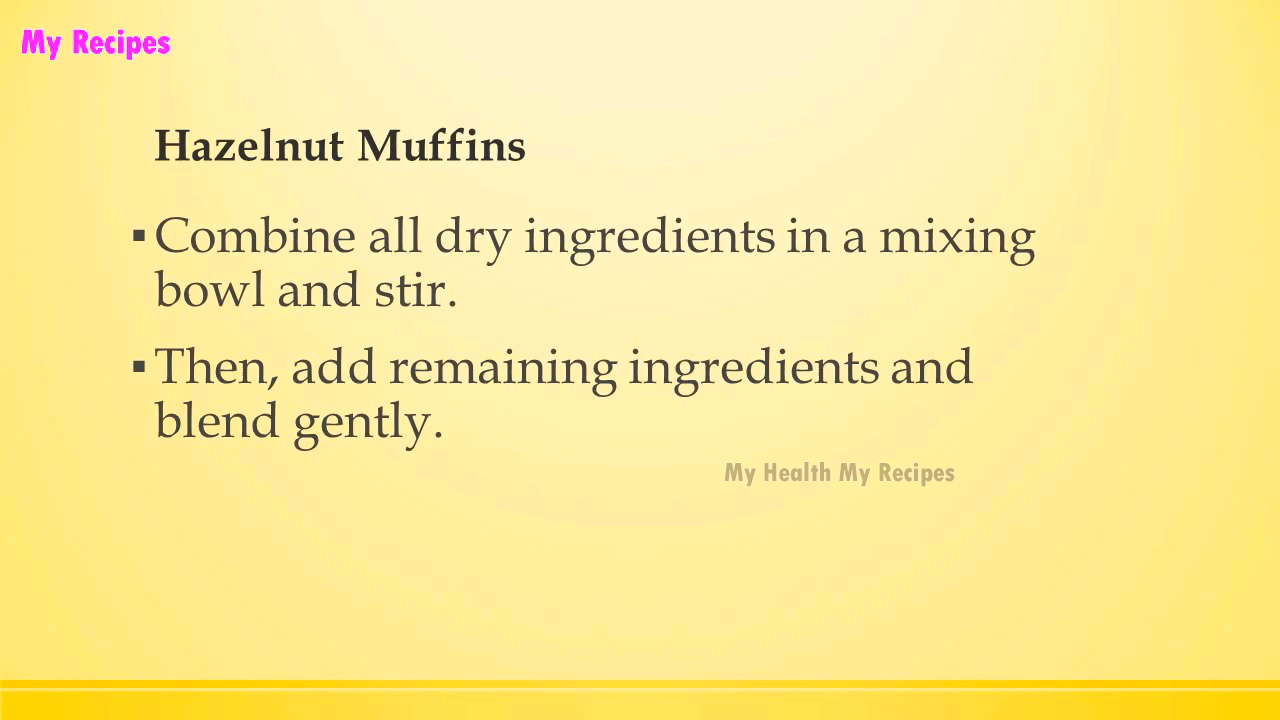 My Recipes
Hazelnut Muffins
▪ Combine all dry ingredients in a mixing
bowl and stir.
▪ Then, add remaining ingredients and
blend gently.
My Health My Recipes